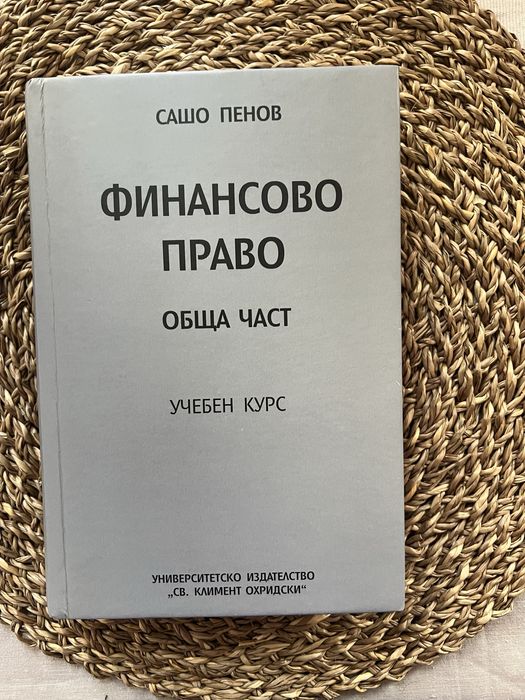 САШО ПЕНОВ
ФИНАНСОВО
ПРАВО
ОБЩА ЧАСТ
УЧЕБЕН КУРС
УНИВЕРСИТЕТСКО ИЗДАТЕЛСТВО
„СВ. КЛИМЕНТ ОХРИДСКИ“